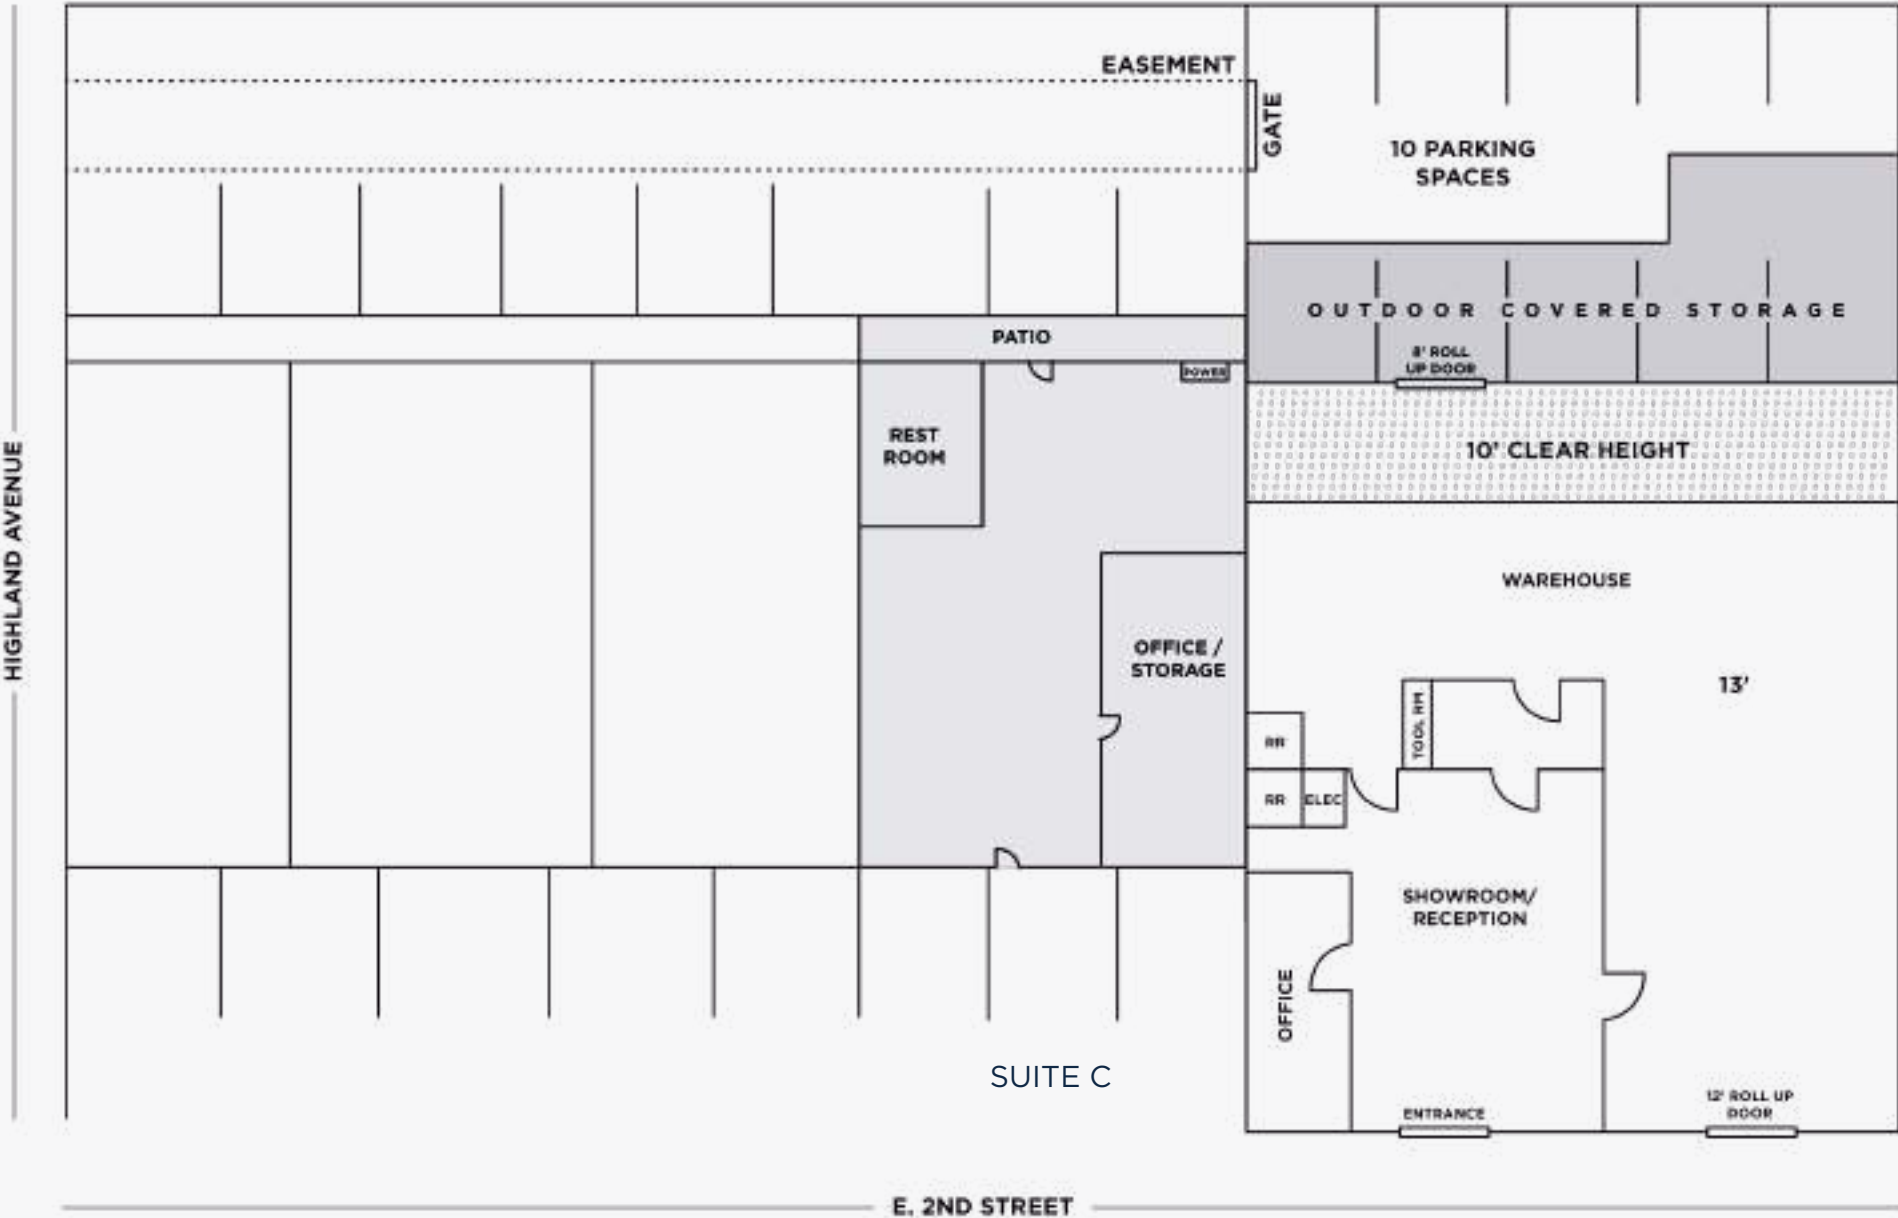 EASEMENT
GATE
10 PARKING
SPACES
OUTDOOR COVERED STORAGE
PATIO
8' ROLL
UP DOOR
POWER
REST
ROOM
10' CLEAR HEIGHT
HIGHLAND AVENUE
WAREHOUSE
OFFICE /
STORAGE
13'
TOOL RM
RR
RR
ELEC
SHOWROOM/
RECEPTION
OFFICE
SUITE C
ENTRANCE
12' ROLL UP
DOOR
E. 2ND STREET